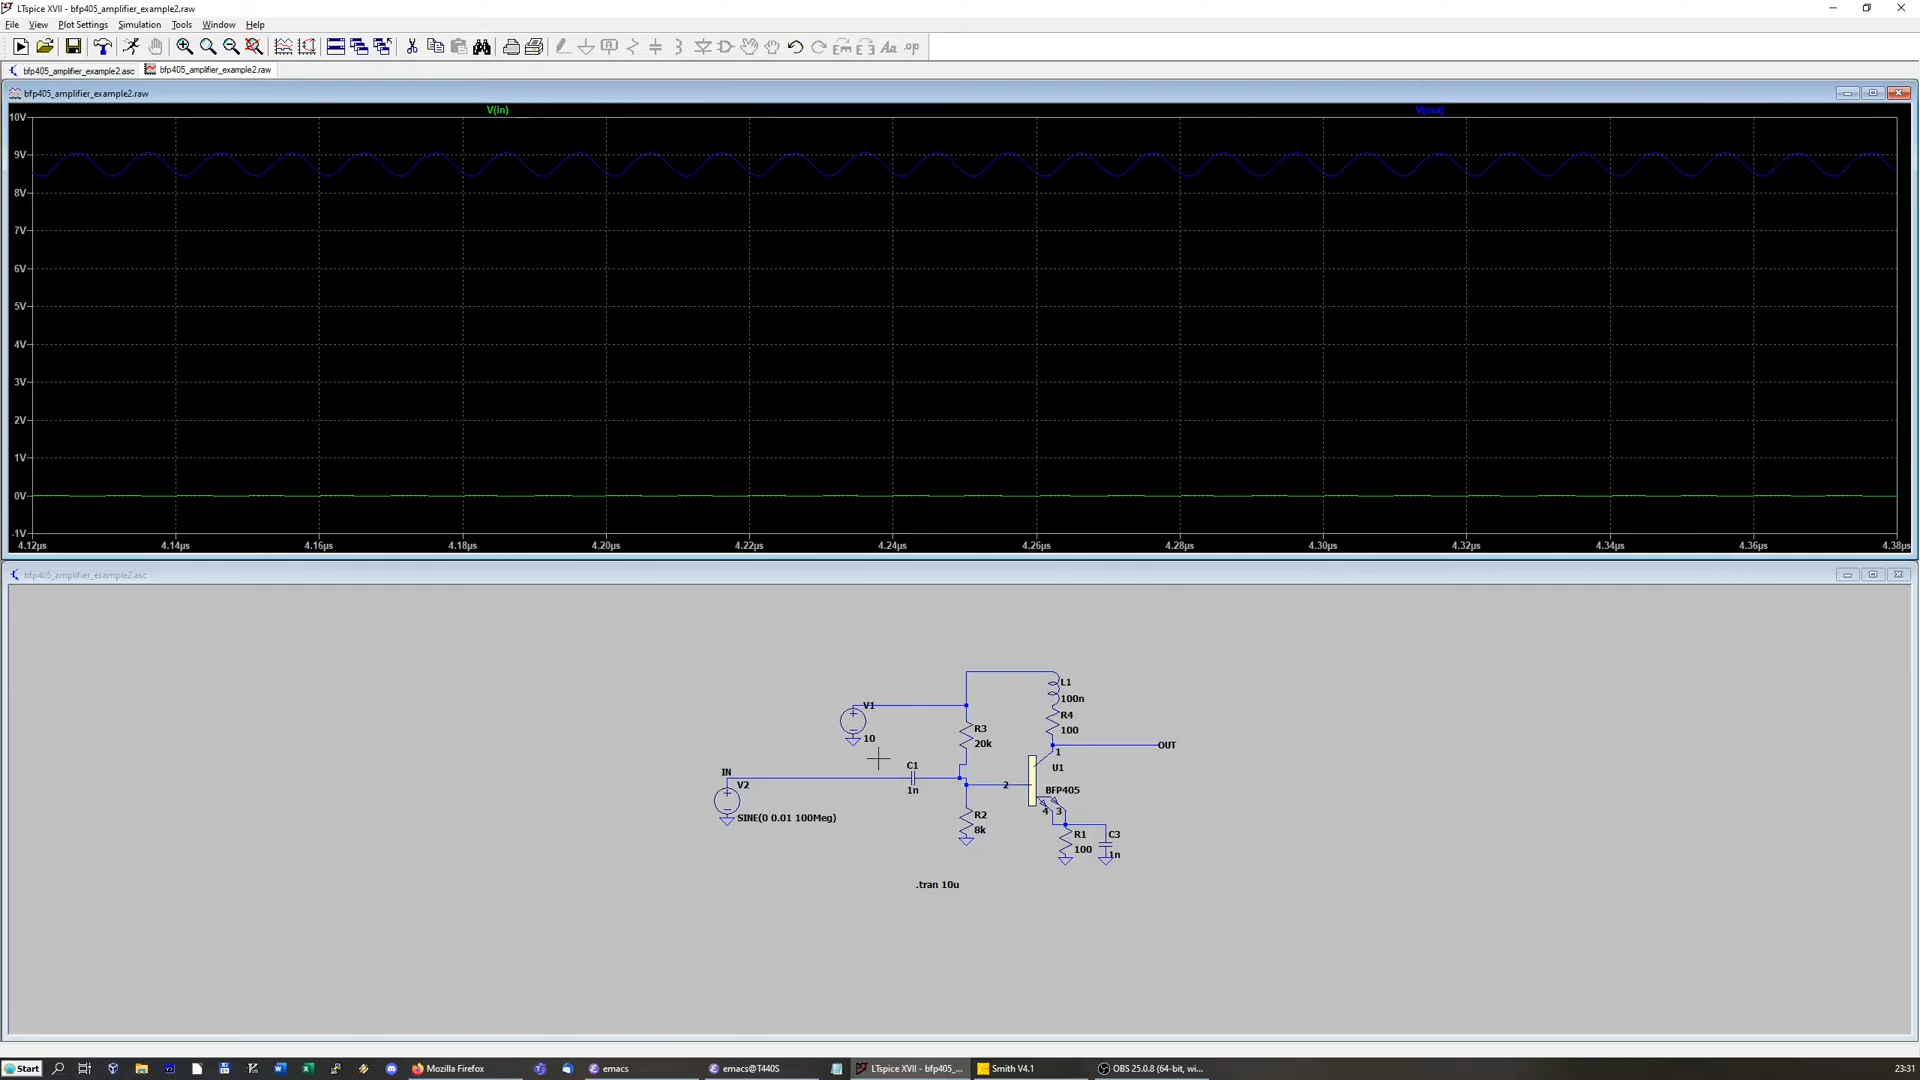 LTspice XVII - bfp405_amplifier_example2.raw
File View Plot Settings Simulation Tools Window Help
bfp405_amplifier_example2.asc bfp405_amplifier_example2.raw
bfp405_amplifier_example2.raw
V(in) V(out)
10V
9V
8V
7V
6V
5V
4V
3V
2V
1V
0V
-1V
4.12µs 4.14µs 4.16µs 4.18µs 4.20µs 4.22µs 4.24µs 4.26µs 4.28µs 4.30µs 4.32µs 4.34µs 4.36µs 4.38µs
bfp405_amplifier_example2.asc
L1
100n
V1
10
R4
100
R3
20k
OUT
1
U1
IN
V2
C1
1n
2
BFP405
4 3
SINE(0 0.01 100Meg)
R2
8k
R1
100
C3
1n
.tran 10u
Start Mozilla Firefox emacs emacs@T440S LTspice XVII - bfp405_... Smith V4.1 OBS 25.0.8 (64-bit, wi... 23:31